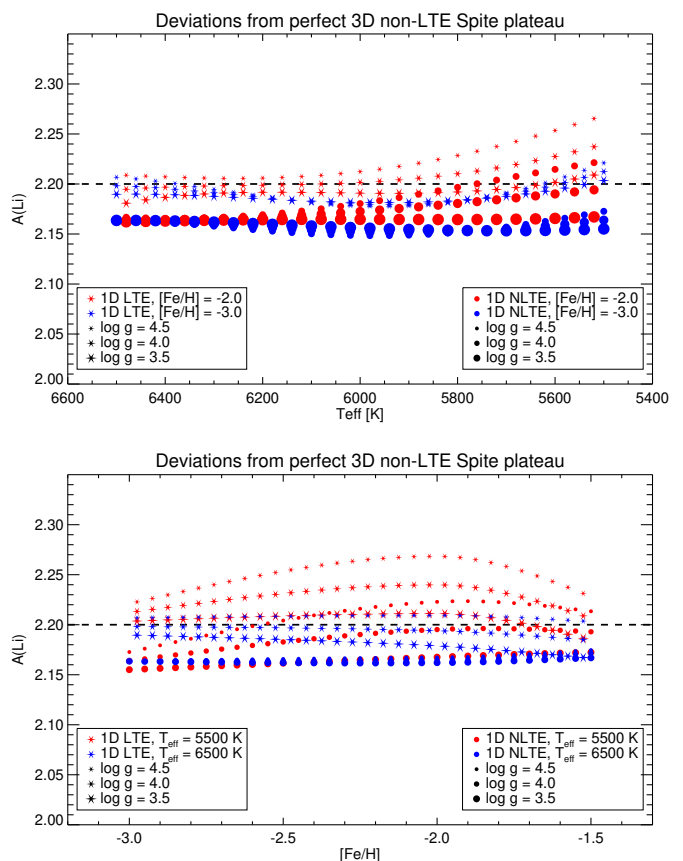 Deviations from perfect 3D non-LTE Spite plateau
2.30
2.25
2.20
2.15
2.10
2.05
2.00
A(Li)
1D LTE, [Fe/H] = -2.0
1D LTE, [Fe/H] = -3.0
log g = 4.5
log g = 4.0
log g = 3.5
1D NLTE, [Fe/H] = -2.0
1D NLTE, [Fe/H] = -3.0
log g = 4.5
log g = 4.0
log g = 3.5
6600 6400 6200 6000 5800 5600 5400
Teff [K]
Deviations from perfect 3D non-LTE Spite plateau
2.30
2.25
2.20
2.15
2.10
2.05
2.00
A(Li)
1D LTE, Teff = 5500 K
1D LTE, Teff = 6500 K
log g = 4.5
log g = 4.0
log g = 3.5
1D NLTE, Teff = 5500 K
1D NLTE, Teff = 6500 K
log g = 4.5
log g = 4.0
log g = 3.5
-3.0 -2.5 -2.0 -1.5
[Fe/H]